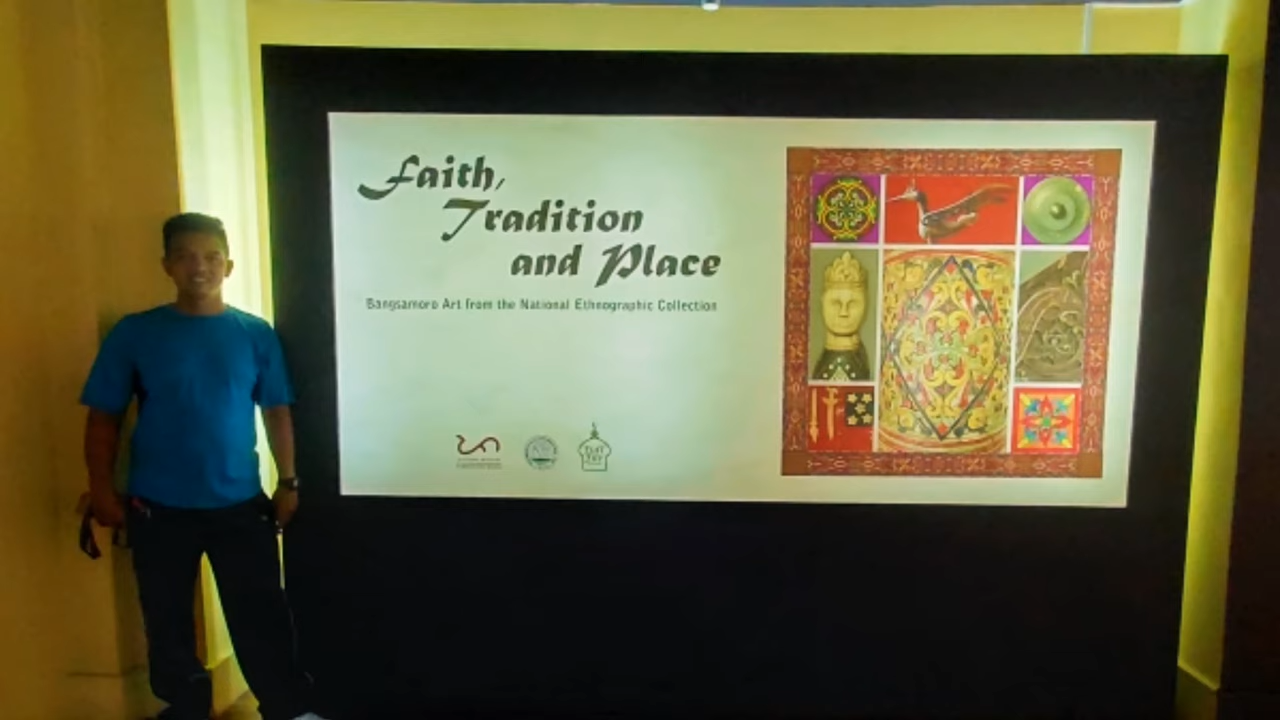 Faith,
Tradition
and Place
Bangsamoro Art from the National Ethnographic Collection